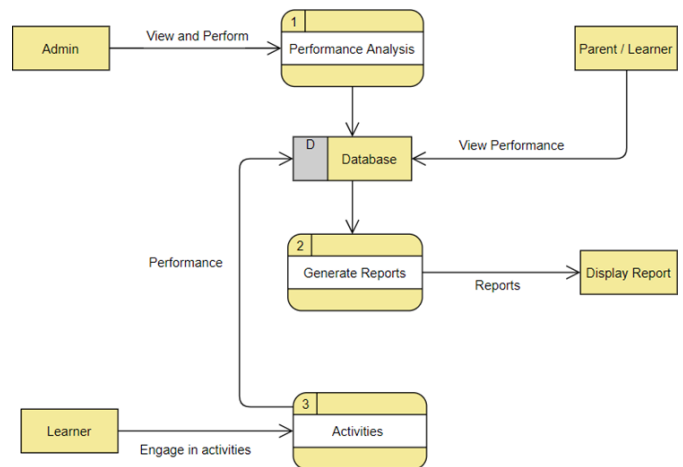 1
View and Perform
Admin
Performance Analysis
Parent / Learner
D
Database
View Performance
2
Performance
Generate Reports
Display Report
Reports
3
Learner
Activities
Engage in activities